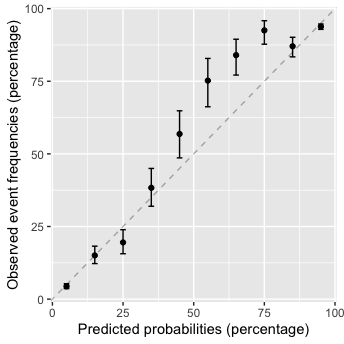 Observed event frequencies (percentage)
100
75
50
25
0
0 25 50 75 100
Predicted probabilities (percentage)